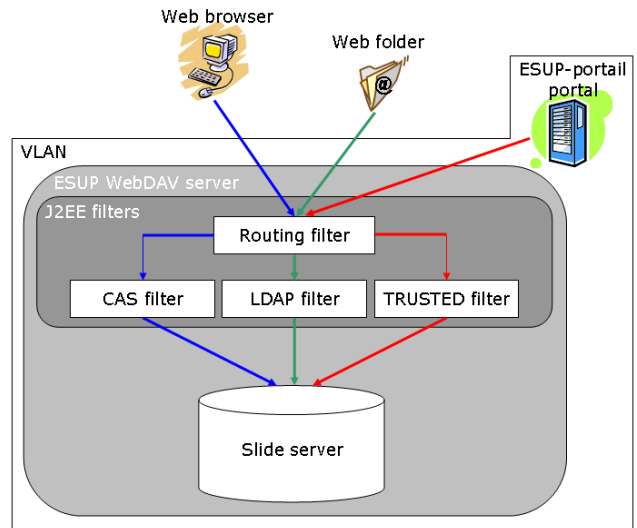 Web browser
Web folder
ESUP-portail
portal
VLAN
ESUP WebDAV server
J2EE filters
Routing filter
CAS filter
LDAP filter
TRUSTED filter
Slide server
@